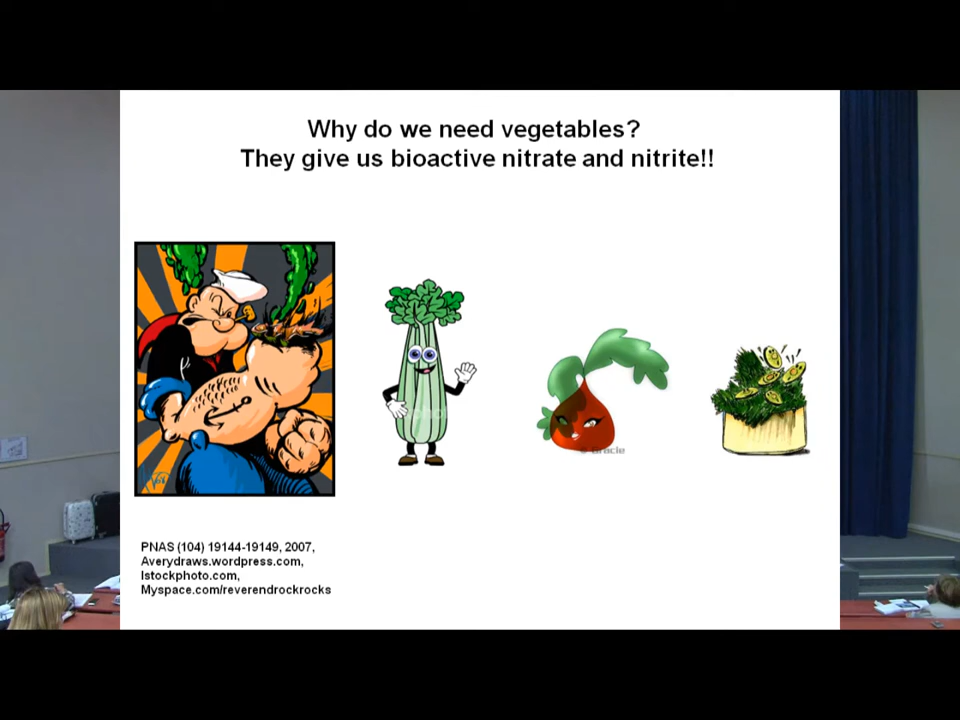 Why do we need vegetables?
They give us bioactive nitrate and nitrite!!
© Gracie
PNAS (104) 19144-19149, 2007,
Averydraws.wordpress.com,
Istockphoto.com,
Myspace.com/reverendrockrocks